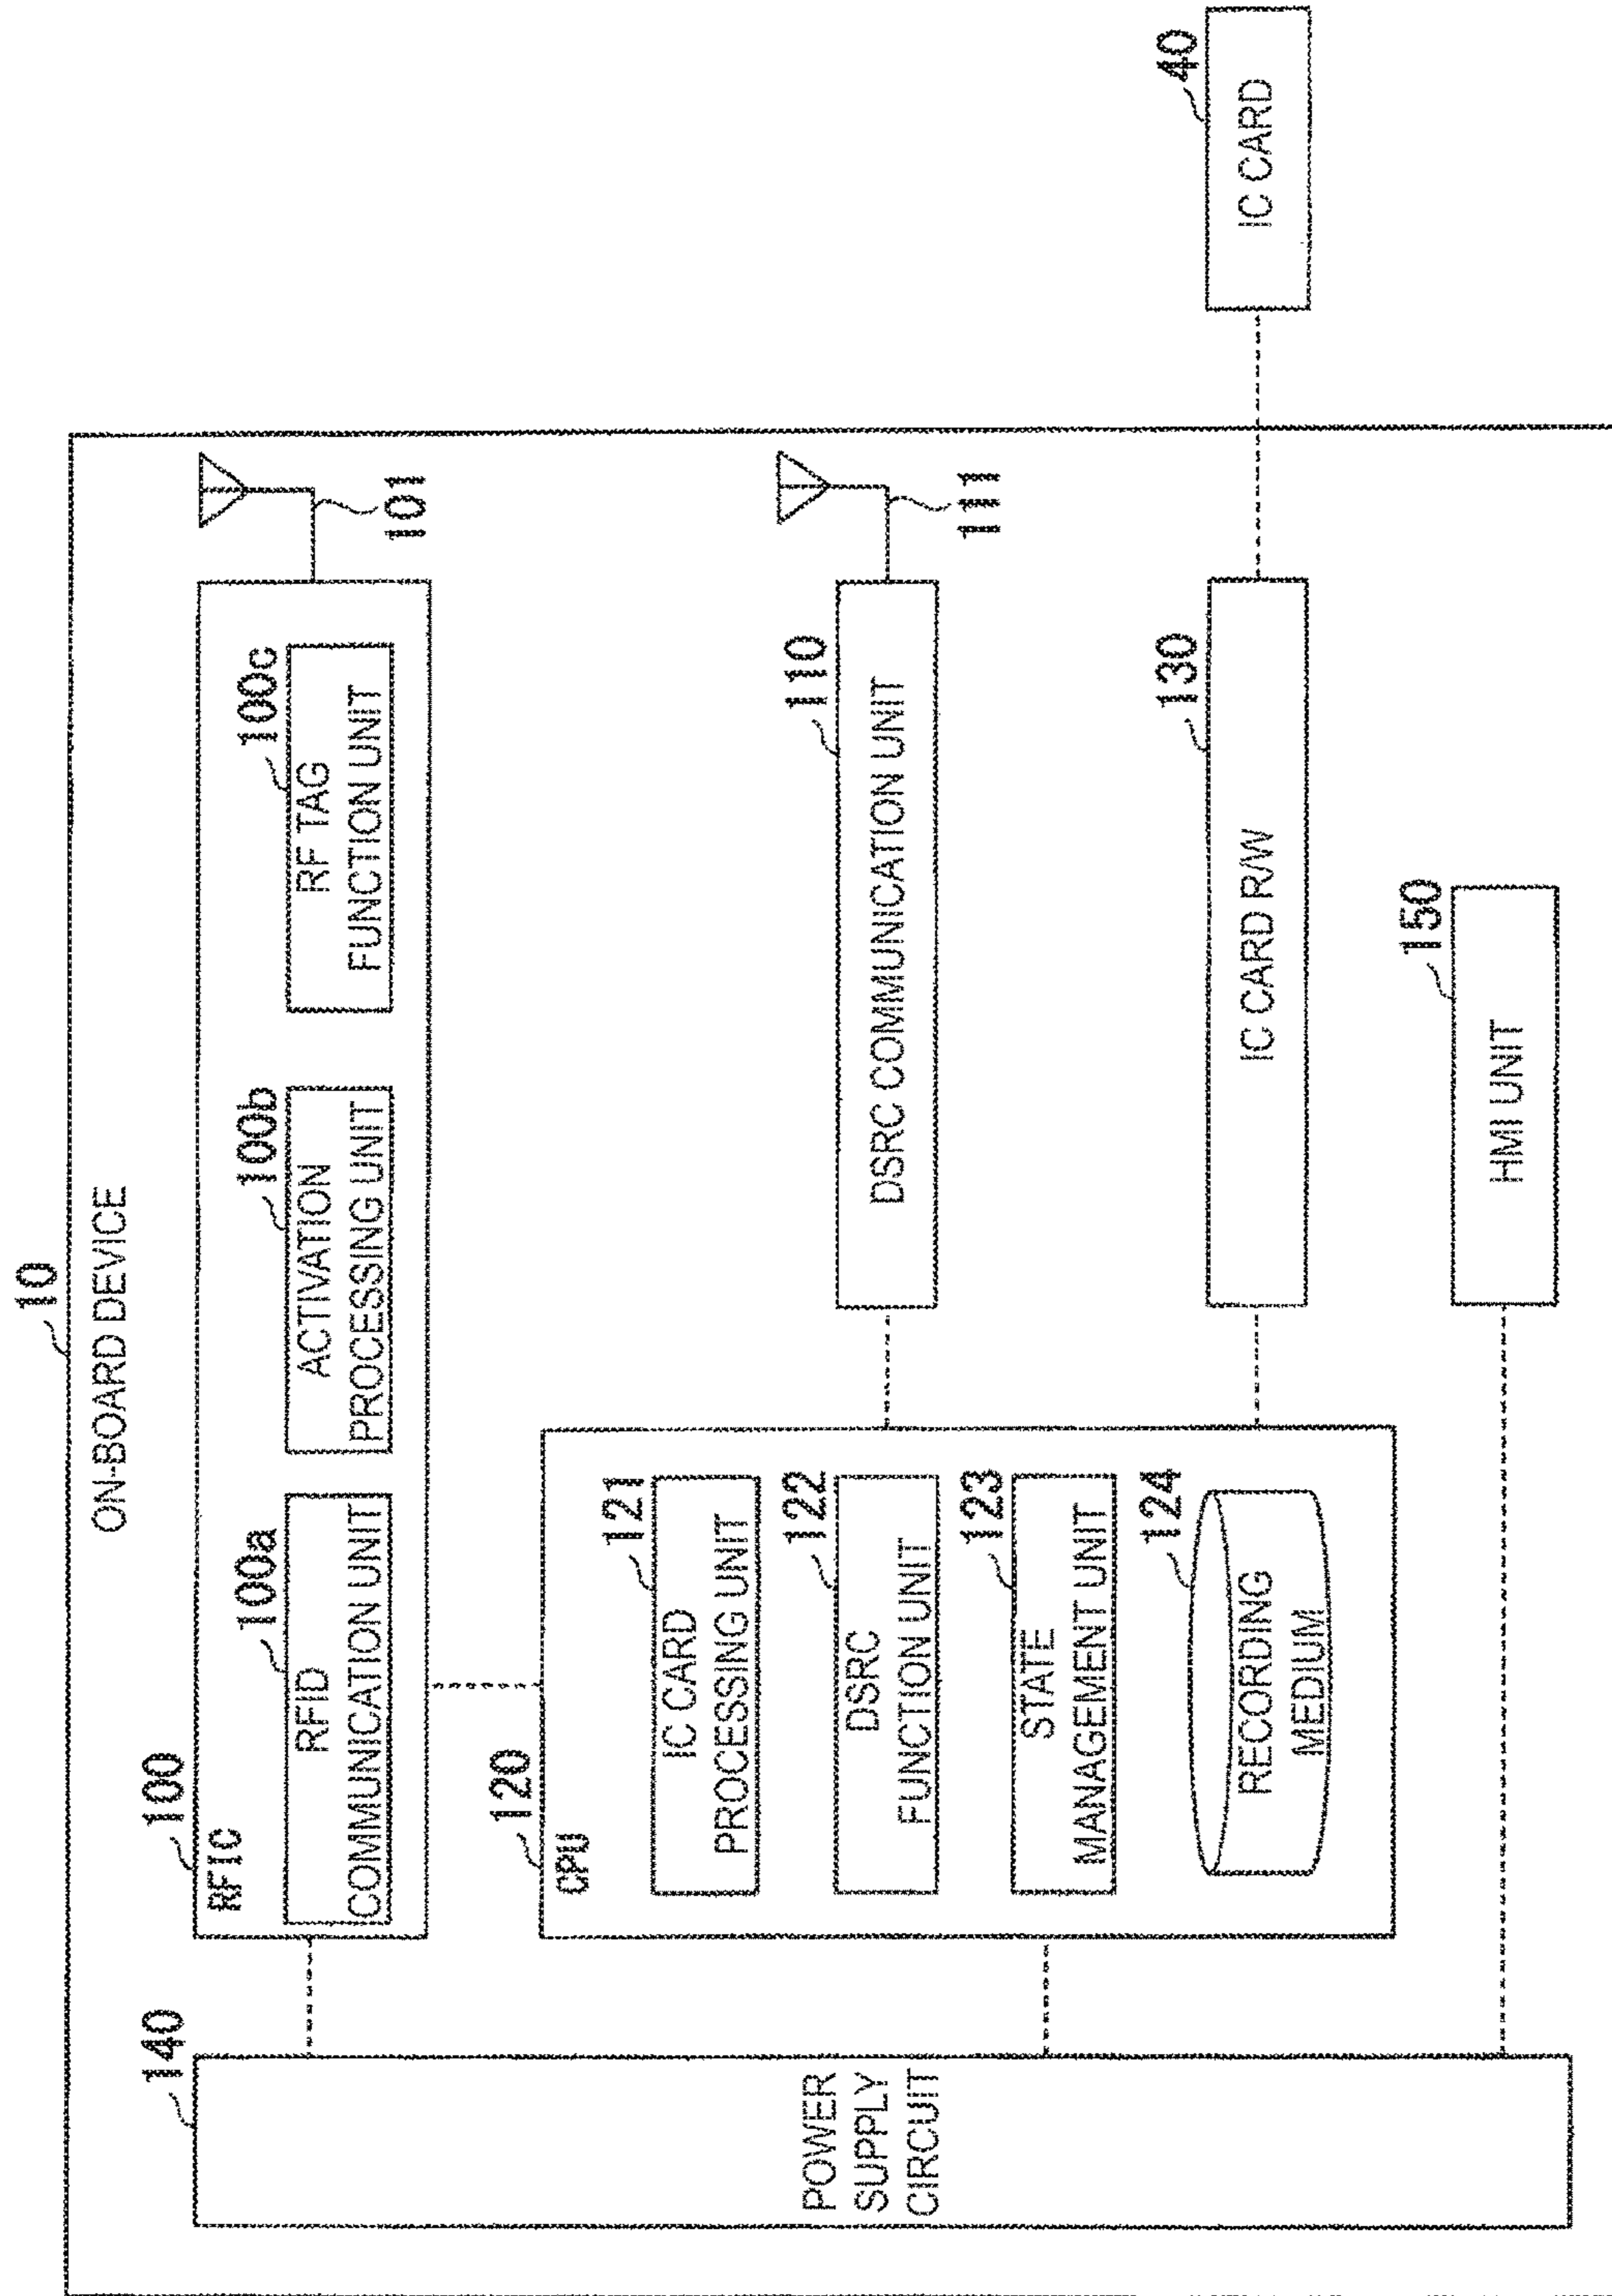 10
ON-BOARD DEVICE
140
POWER
SUPPLY
CIRCUIT
100
RFIC
100a
RFID
COMMUNICATION UNIT
100b
ACTIVATION
PROCESSING UNIT
100c
RF TAG
FUNCTION UNIT
101
120
CPU
121
IC CARD
PROCESSING UNIT
122
DSRC
FUNCTION UNIT
123
STATE
MANAGEMENT UNIT
124
RECORDING
MEDIUM
110
DSRC COMMUNICATION UNIT
111
130
IC CARD R/W
40
IC CARD
150
HMI UNIT